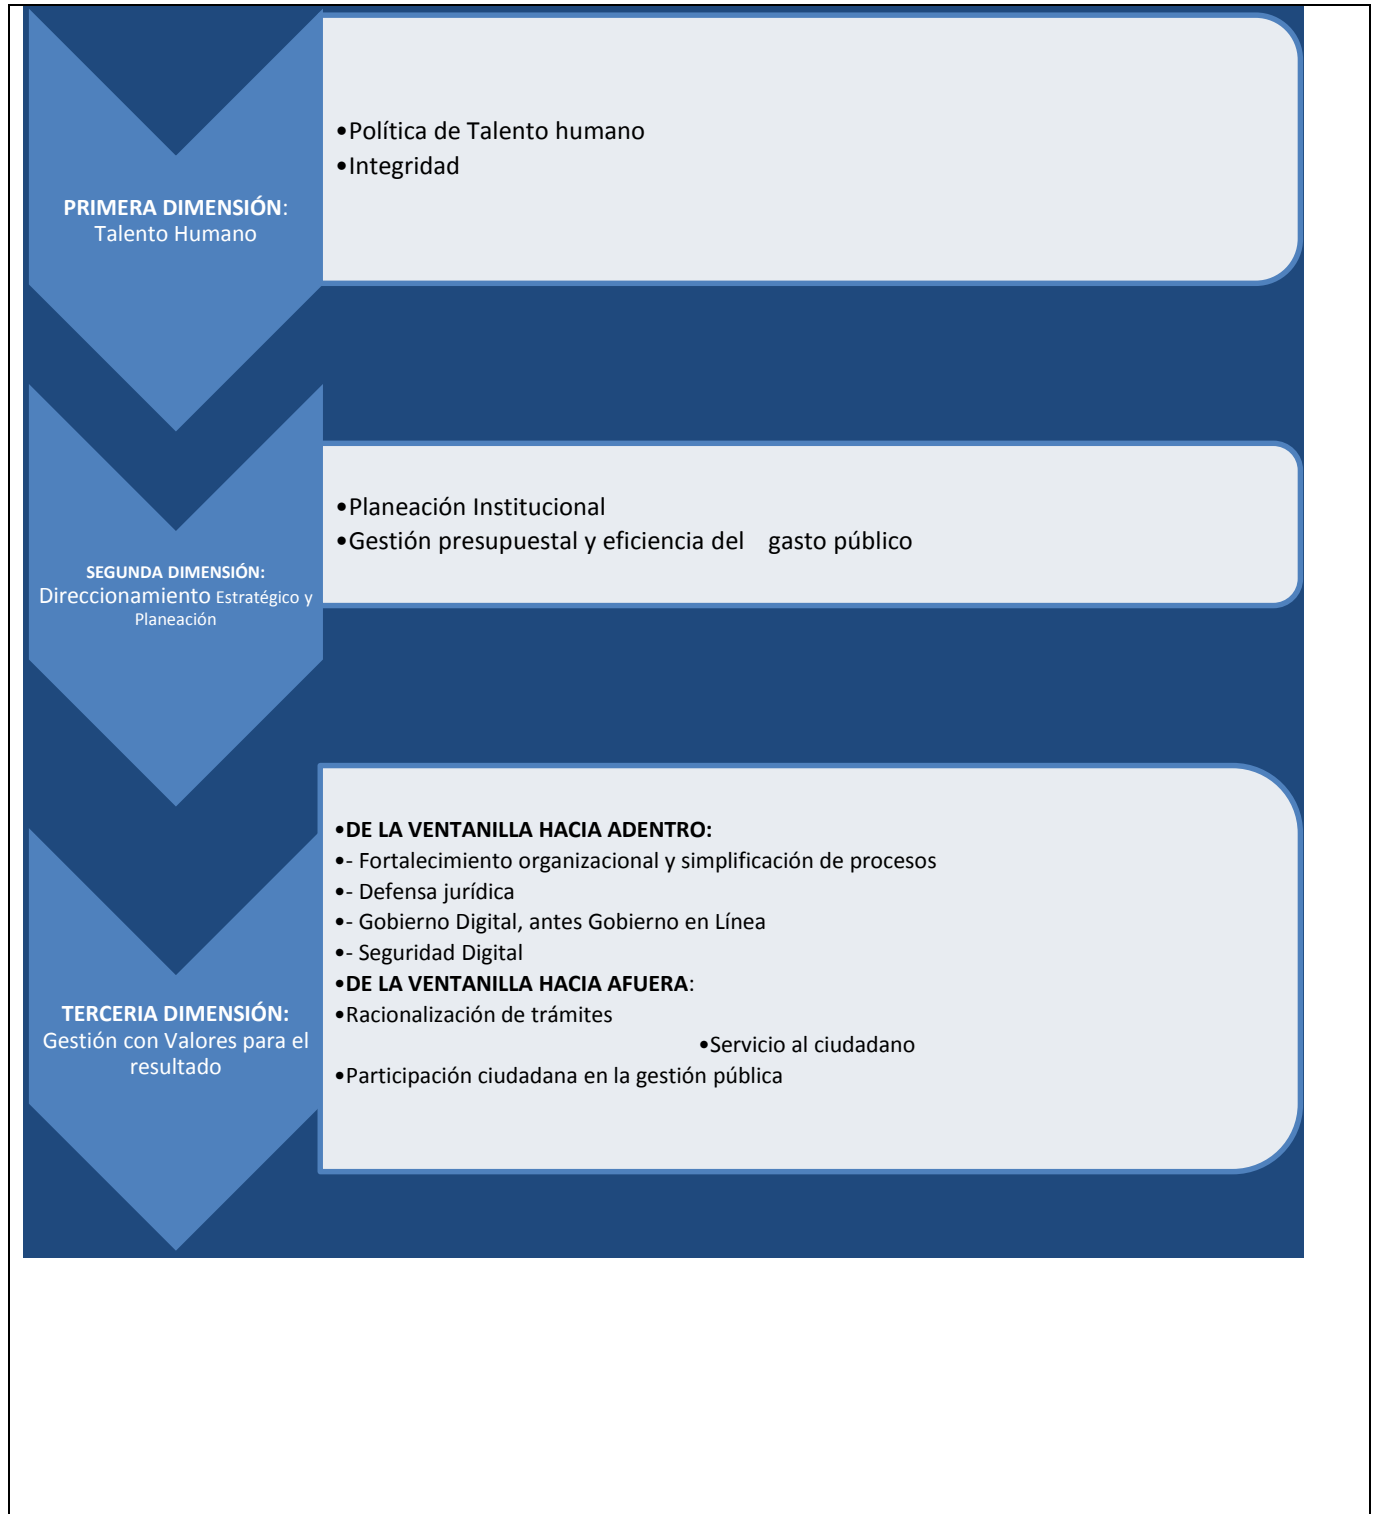 PRIMERA DIMENSIÓN:
Talento Humano
•Política de Talento humano
•Integridad
SEGUNDA DIMENSIÓN:
Direccionamiento Estratégico y
Planeación
•Planeación Institucional
•Gestión presupuestal y eficiencia del gasto público
TERCERIA DIMENSIÓN:
Gestión con Valores para el
resultado
•DE LA VENTANILLA HACIA ADENTRO:
•- Fortalecimiento organizacional y simplificación de procesos
•- Defensa jurídica
•- Gobierno Digital, antes Gobierno en Línea
•- Seguridad Digital
•DE LA VENTANILLA HACIA AFUERA:
•Racionalización de trámites
•Servicio al ciudadano
•Participación ciudadana en la gestión pública